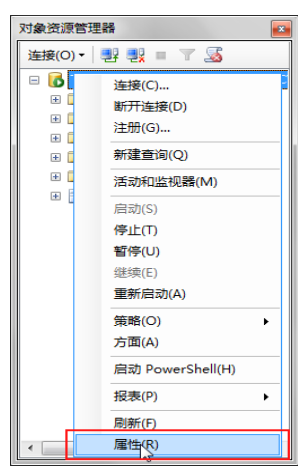 对象资源管理器
连接(O)
连接(C)...
断开连接(D)
注册(G)...
新建查询(Q)
活动和监视器(M)
启动(S)
停止(T)
暂停(U)
继续(E)
重新启动(A)
策略(O)
方面(A)
启动 PowerShell(H)
报表(P)
刷新(F)
属性(R)